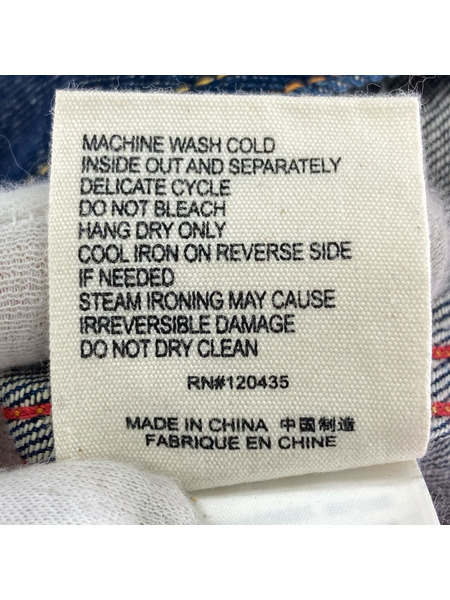 MACHINE WASH COLD
INSIDE OUT AND SEPARATELY
DELICATE CYCLE
DO NOT BLEACH
HANG DRY ONLY
COOL IRON ON REVERSE SIDE
IF NEEDED
STEAM IRONING MAY CAUSE
IRREVERSIBLE DAMAGE
DO NOT DRY CLEAN
RN#120435
MADE IN CHINA 中國制造
FABRIQUE EN CHINE